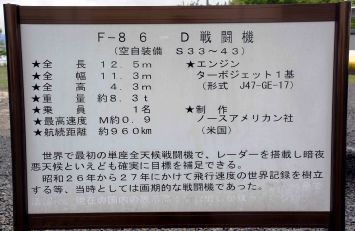 F-86-D戦闘機
(空自装備 S33~43)
★全長 12.5m
★全幅 11.3m
★全高 4.3m
★重量 約8.3t
★乗員 1名
★最高速度 M約0.9
★航続距離 約960km
★エンジン
ターボジェット1基
(形式 J47-GE-17)
★制作
ノースアメリカン社
(米国)
世界で最初の単座全天候戦闘機で、レーダーを搭載し暗夜
悪天候といえども確実に目標を補足できる。
昭和26年から27年にかけて飛行速度の世界記録を樹立
する等、当時としては画期的な戦闘機であった。